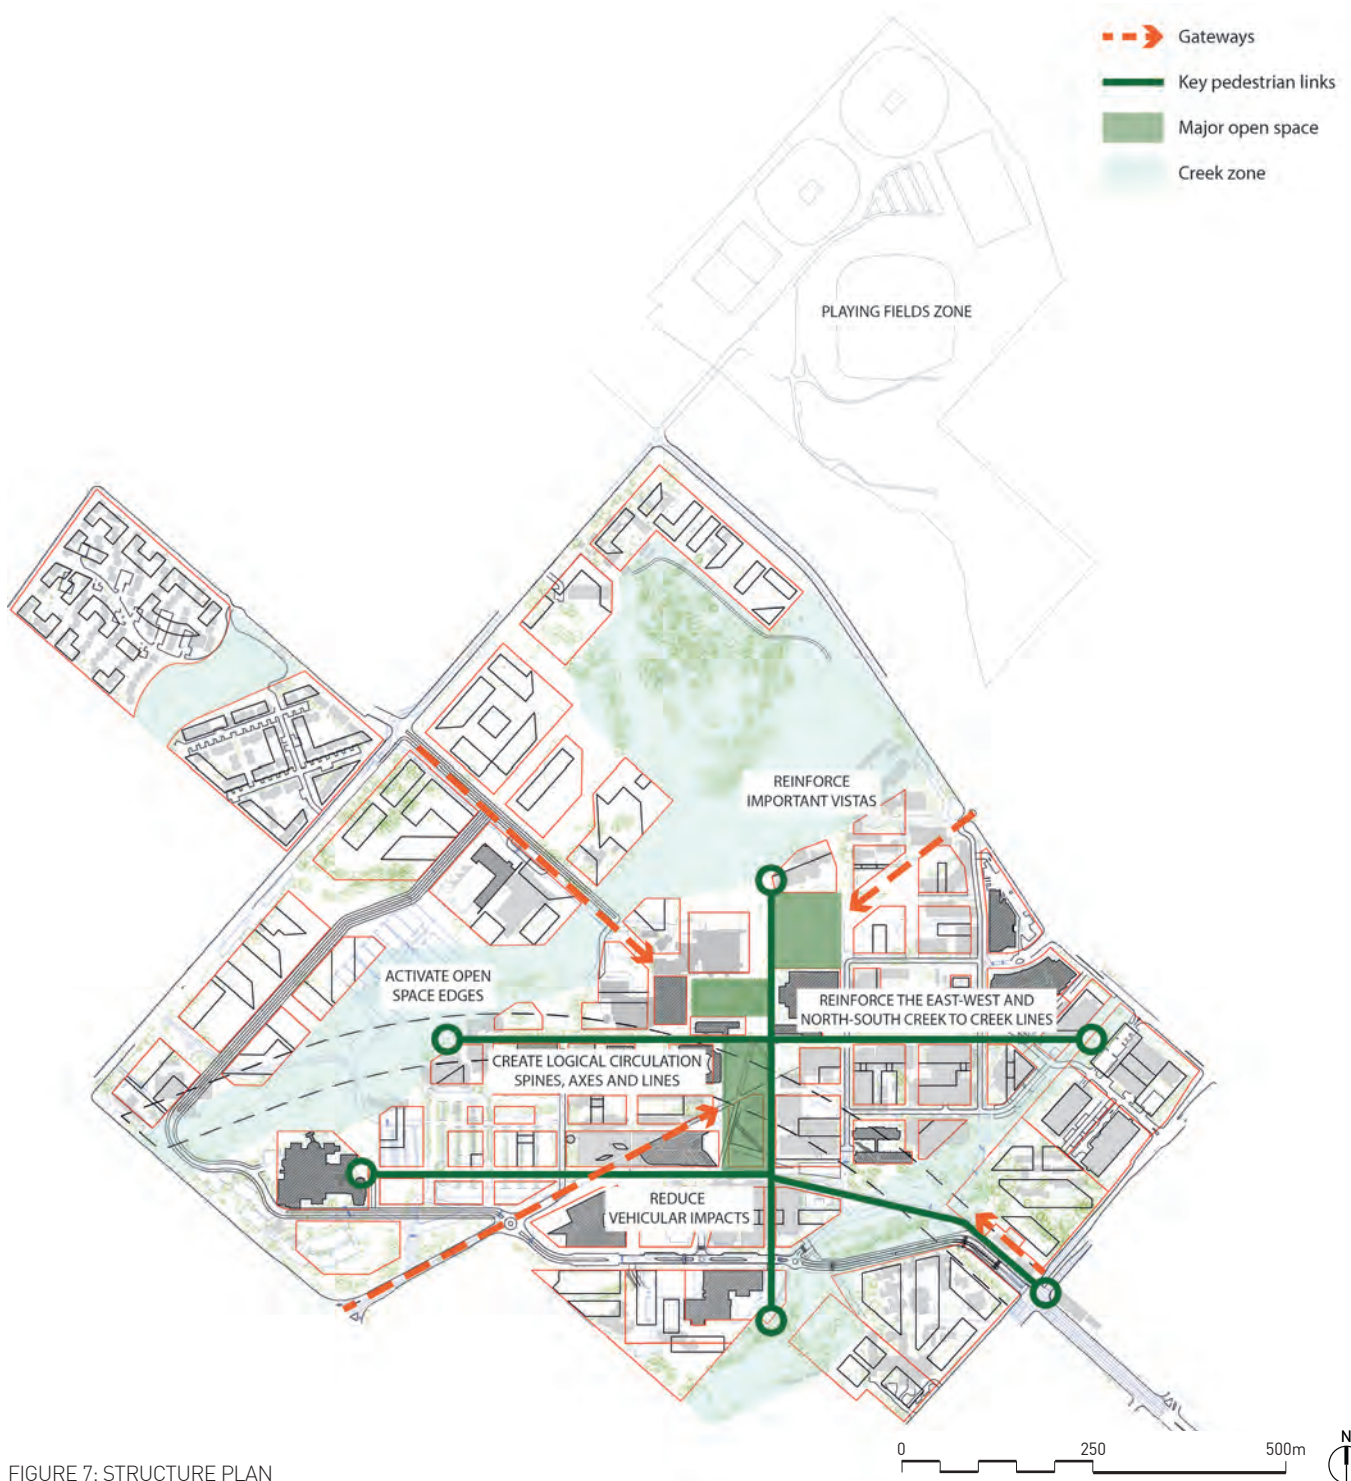 Gateways
Key pedestrian links
Major open space
Creek zone
PLAYING FIELDS ZONE
REINFORCE
IMPORTANT VISTAS
ACTIVATE OPEN
SPACE EDGES
REINFORCE THE EAST-WEST AND
NORTH-SOUTH CREEK TO CREEK LINES
CREATE LOGICAL CIRCULATION
SPINES, AXES AND LINES
REDUCE
VEHICULAR IMPACTS
0 250 500m
N
FIGURE 7: STRUCTURE PLAN